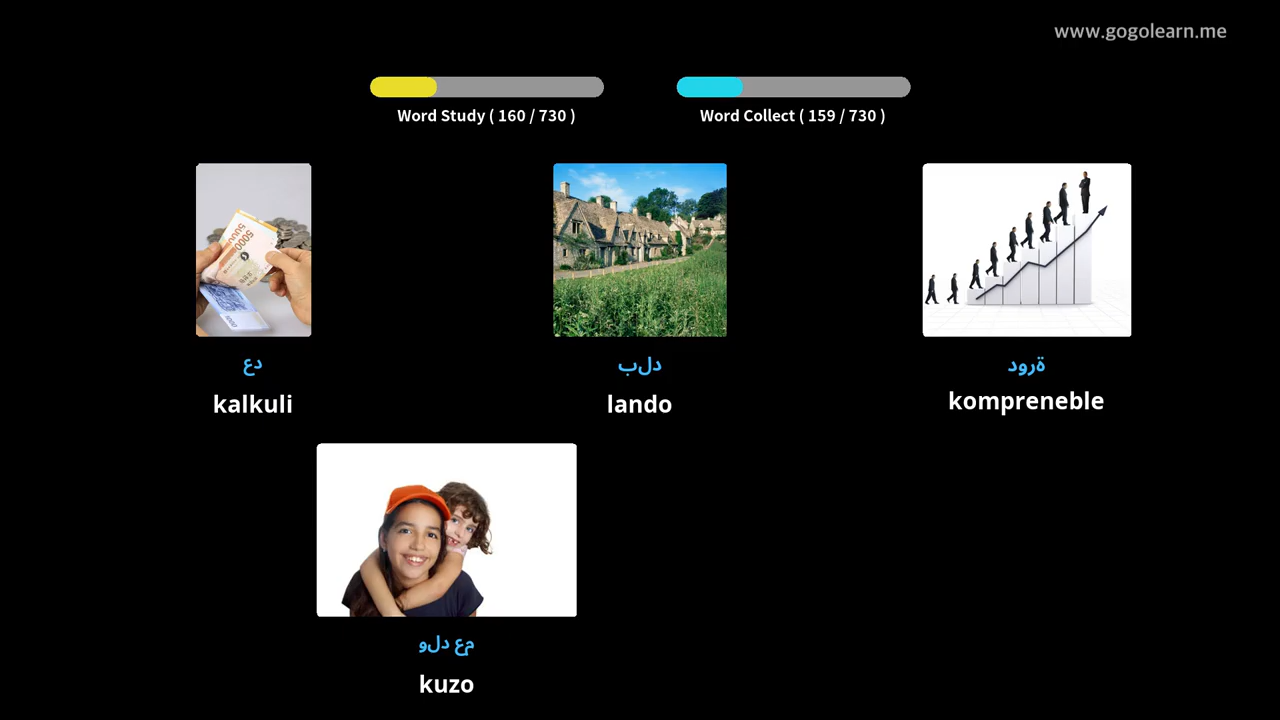 www.gogolearn.me
Word Study ( 160 / 730 )
Word Collect ( 159 / 730 )
5000
دع
kalkuli
دلب
lando
ةرود
kompreneble
مع دلو
kuzo